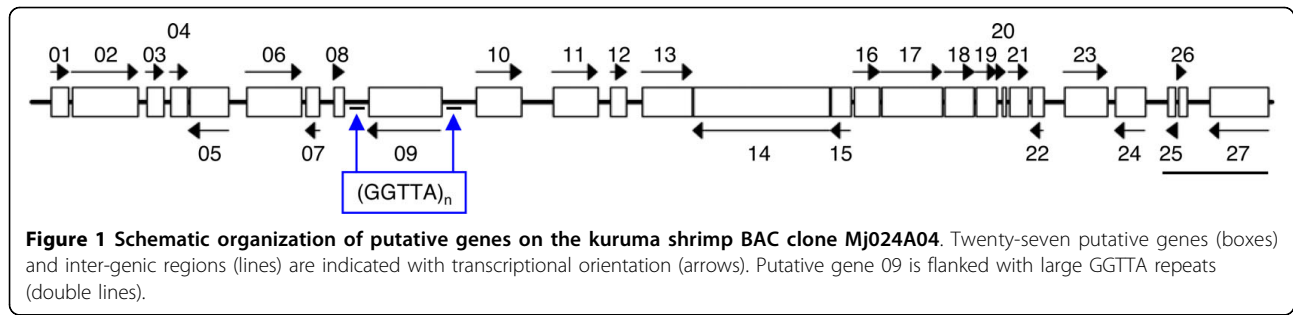 04 20
01 02 03 06 08 10 11 12 13 16 17 18 19 21 23 26
05 07 09 14 15 22 24 25 27
(GGTTA)n
Figure 1 Schematic organization of putative genes on the kuruma shrimp BAC clone Mj024A04. Twenty-seven putative genes (boxes)
and inter-genic regions (lines) are indicated with transcriptional orientation (arrows). Putative gene 09 is flanked with large GGTTA repeats
(double lines).